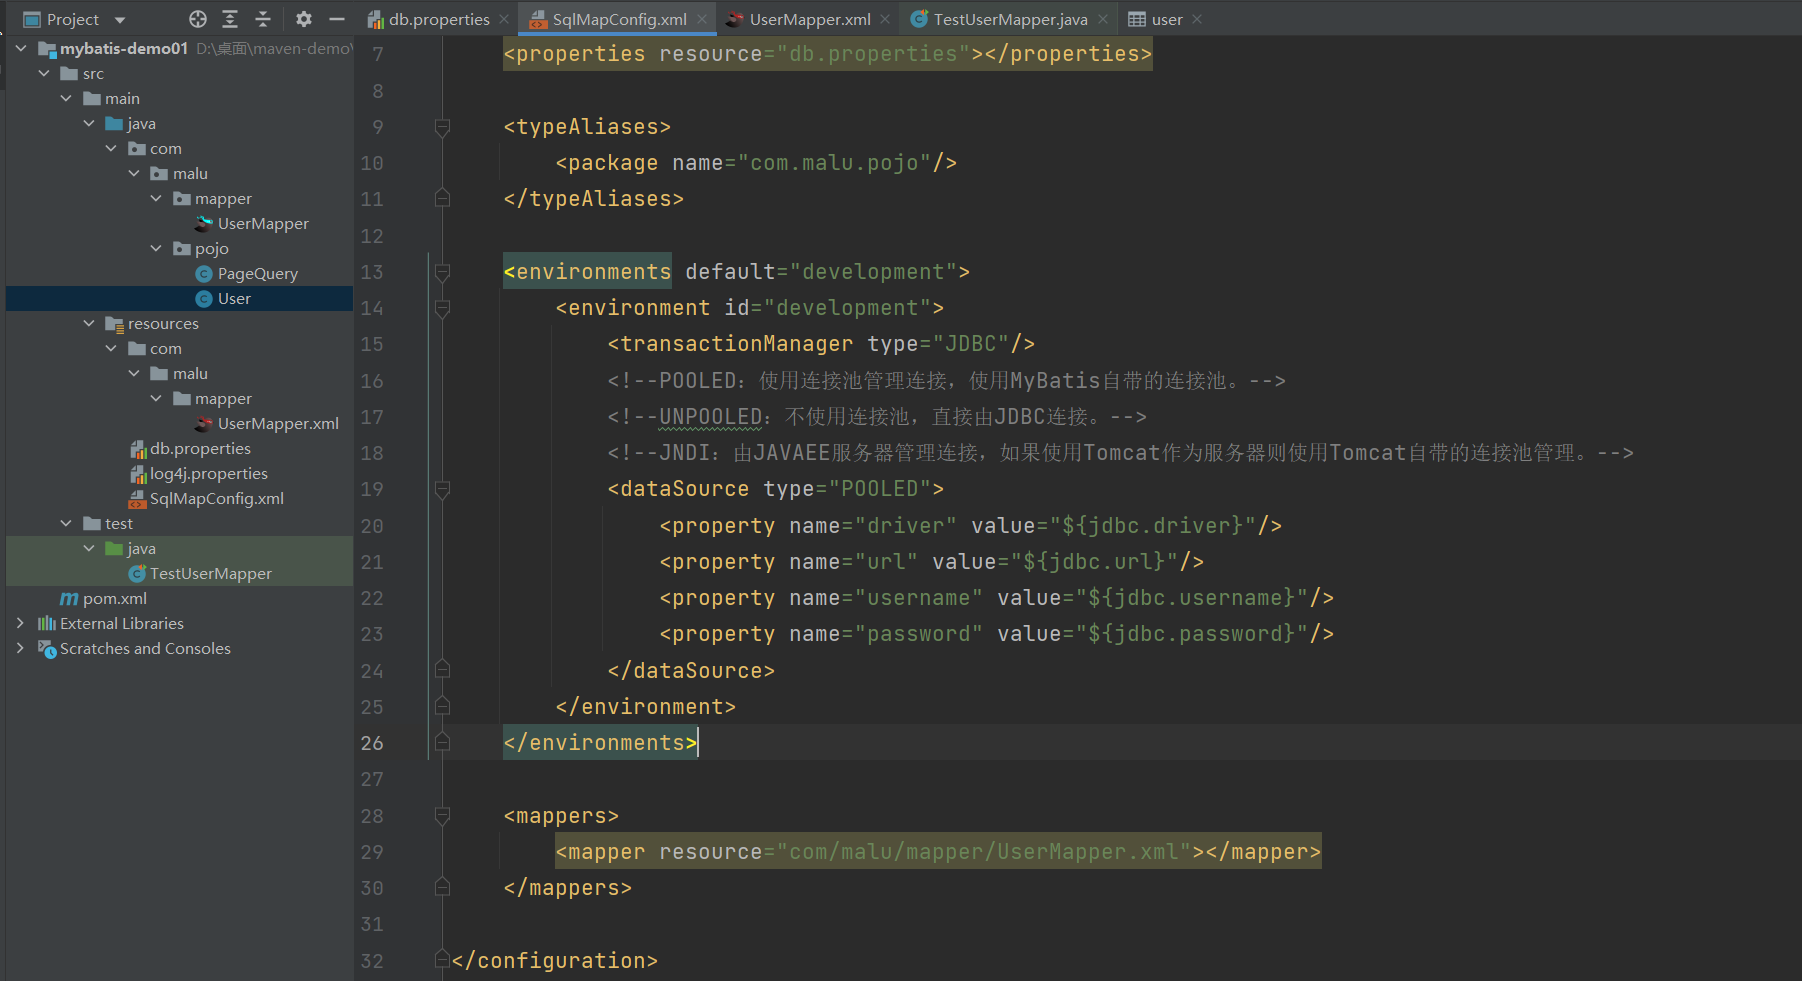 Project
db.properties
SqlMapConfig.xml
UserMapper.xml
TestUserMapper.java
user
mybatis-demo01 D:\桌面\maven-demo\
src
main
java
com
malu
mapper
UserMapper
pojo
PageQuery
User
resources
com
malu
mapper
UserMapper.xml
db.properties
log4j.properties
SqlMapConfig.xml
test
java
TestUserMapper
pom.xml
External Libraries
Scratches and Consoles
7 <properties resource="db.properties"></properties>
8
9 <typeAliases>
10 <package name="com.malu.pojo"/>
11 </typeAliases>
12
13 <environments default="development">
14 <environment id="development">
15 <transactionManager type="JDBC"/>
16 <!--POOLED：使用连接池管理连接，使用MyBatis自带的连接池。-->
17 <!--UNPOOLED：不使用连接池，直接由JDBC连接。-->
18 <!--JNDI：由JAVAEE服务器管理连接，如果使用Tomcat作为服务器则使用Tomcat自带的连接池管理。-->
19 <dataSource type="POOLED">
20 <property name="driver" value="${jdbc.driver}"/>
21 <property name="url" value="${jdbc.url}"/>
22 <property name="username" value="${jdbc.username}"/>
23 <property name="password" value="${jdbc.password}"/>
24 </dataSource>
25 </environment>
26 </environments>
27
28 <mappers>
29 <mapper resource="com/malu/mapper/UserMapper.xml"></mapper>
30 </mappers>
31
32 </configuration>